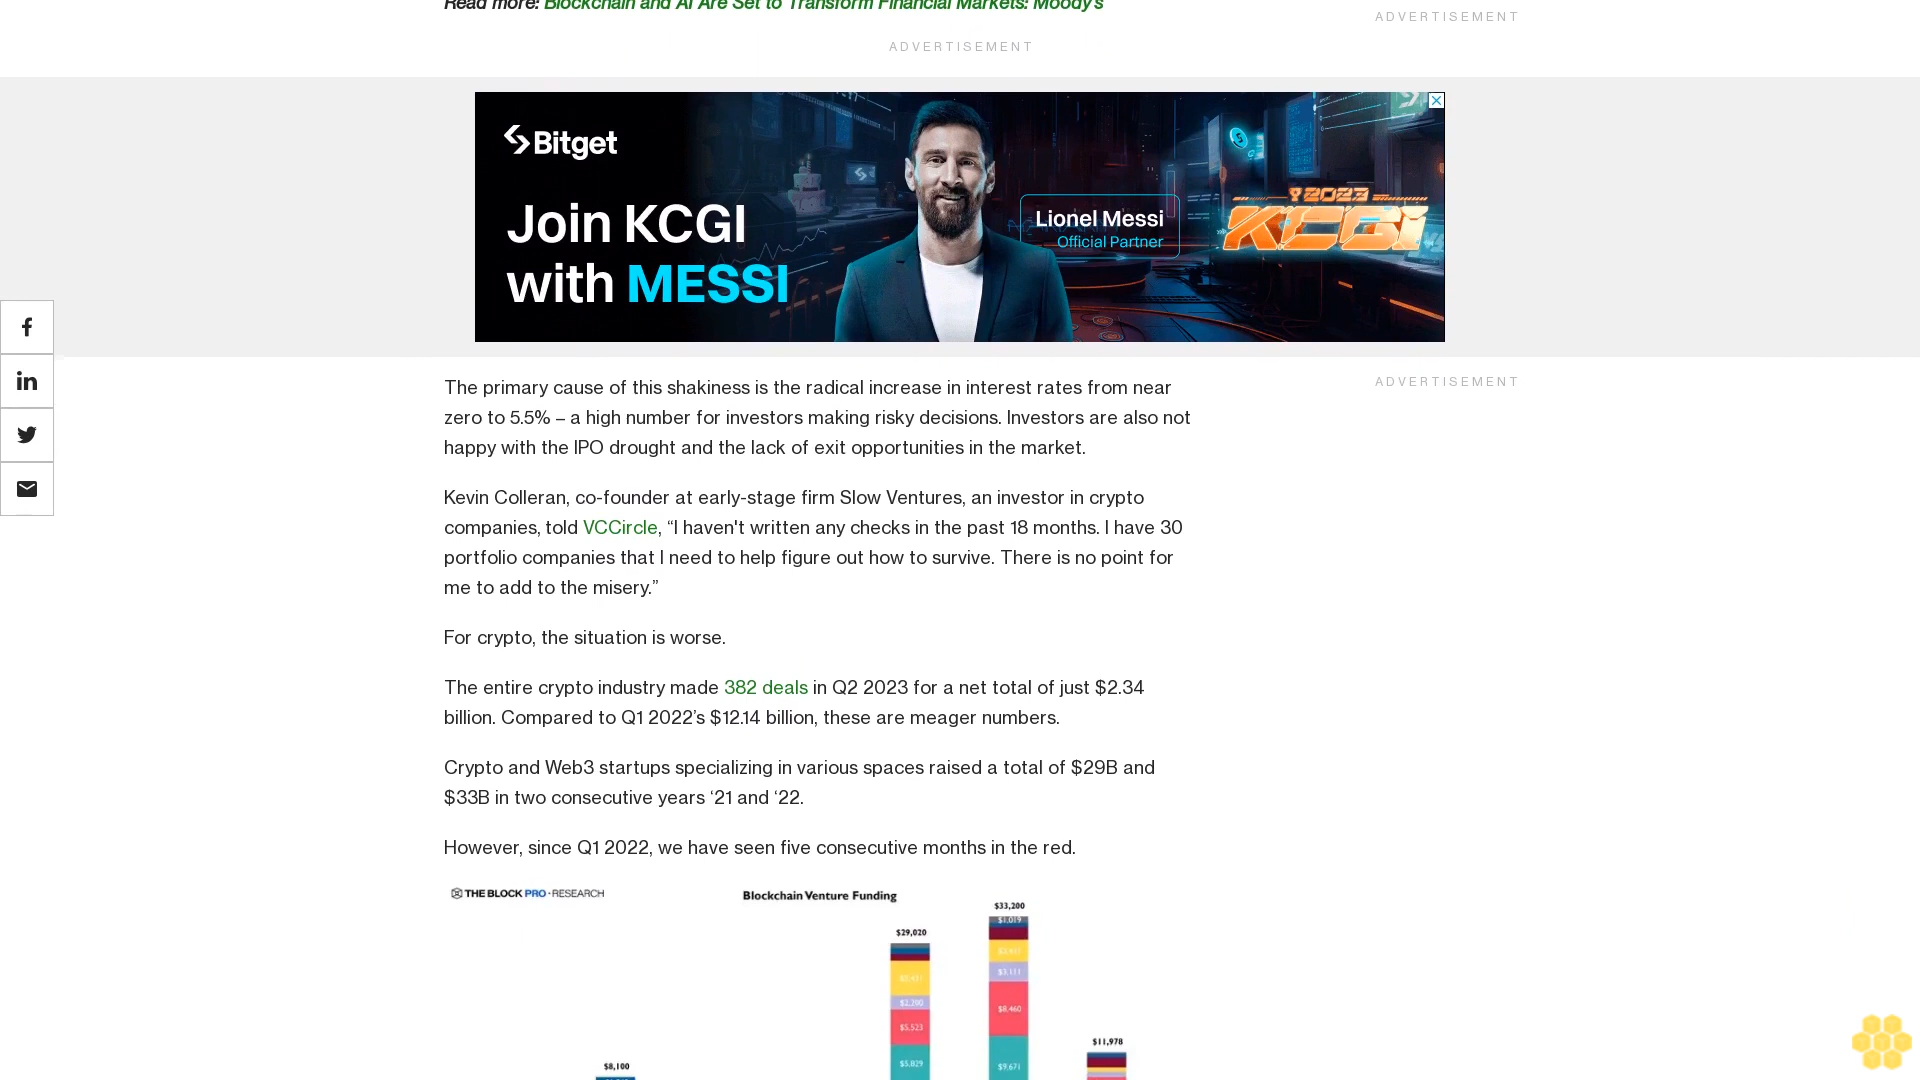 Read more: Blockchain and AI Are Set to Transform Financial Markets: Moody's
ADVERTISEMENT
ADVERTISEMENT
Bitget
Join KCGI
with MESSI
Lionel Messi
Official Partner
2023
KCGI
The primary cause of this shakiness is the radical increase in interest rates from near
zero to 5.5% – a high number for investors making risky decisions. Investors are also not
happy with the IPO drought and the lack of exit opportunities in the market.
ADVERTISEMENT
Kevin Colleran, co-founder at early-stage firm Slow Ventures, an investor in crypto
companies, told VCCircle, “I haven't written any checks in the past 18 months. I have 30
portfolio companies that I need to help figure out how to survive. There is no point for
me to add to the misery.”
For crypto, the situation is worse.
The entire crypto industry made 382 deals in Q2 2023 for a net total of just $2.34
billion. Compared to Q1 2022’s $12.14 billion, these are meager numbers.
Crypto and Web3 startups specializing in various spaces raised a total of $29B and
$33B in two consecutive years ‘21 and ‘22.
However, since Q1 2022, we have seen five consecutive months in the red.
THE BLOCK PRO · RESEARCH
Blockchain Venture Funding
$33,200
$1,019
$29,020
$3,111
$2,200
$8,460
$5,523
$11,978
$5,829
$9,671
$8,100